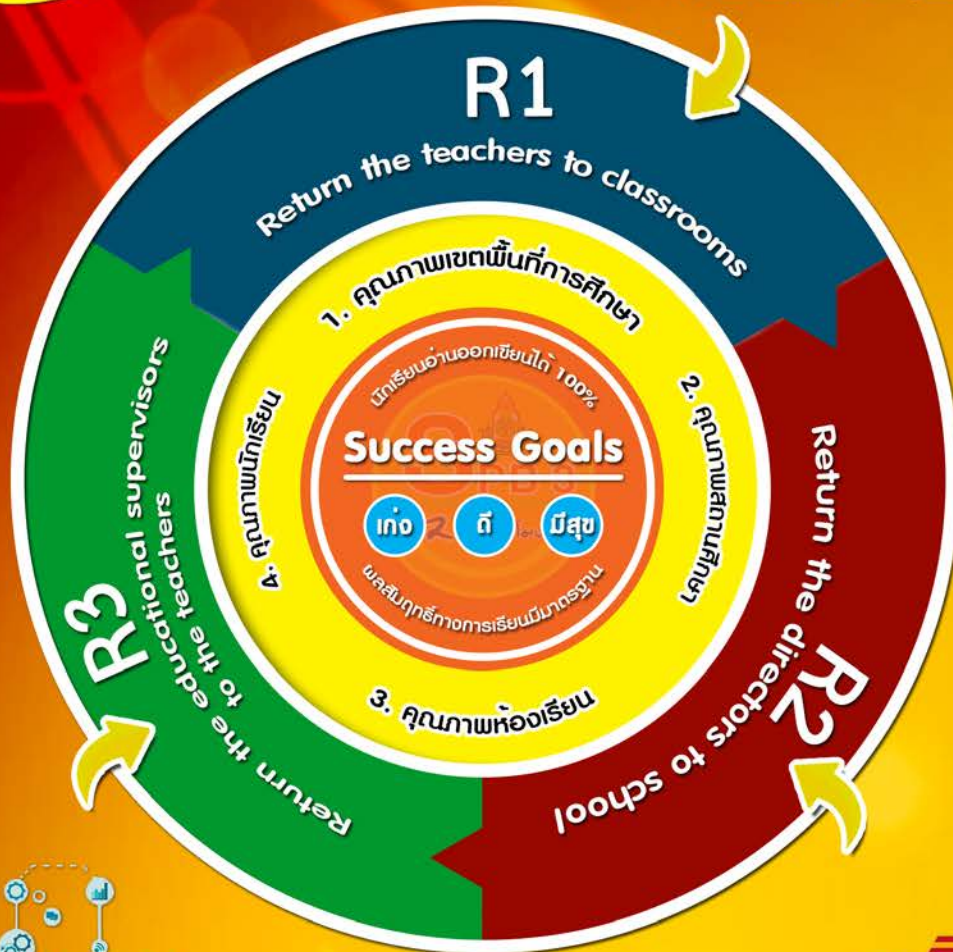 R1
Return the teachers to classrooms
R2
Return the directors to school
R3
Return the educational supervisors
to the teachers
1. คุณภาพเขตพื้นที่การศึกษา
2. คุณภาพสถานศึกษา
3. คุณภาพห้องเรียน
4. คุณภาพนักเรียน
นักเรียนอ่านออกเขียนได้ 100%
Success Goals
เก่ง ดี มีสุข
ผลสัมฤทธิ์ทางการเรียนมีมาตรฐาน